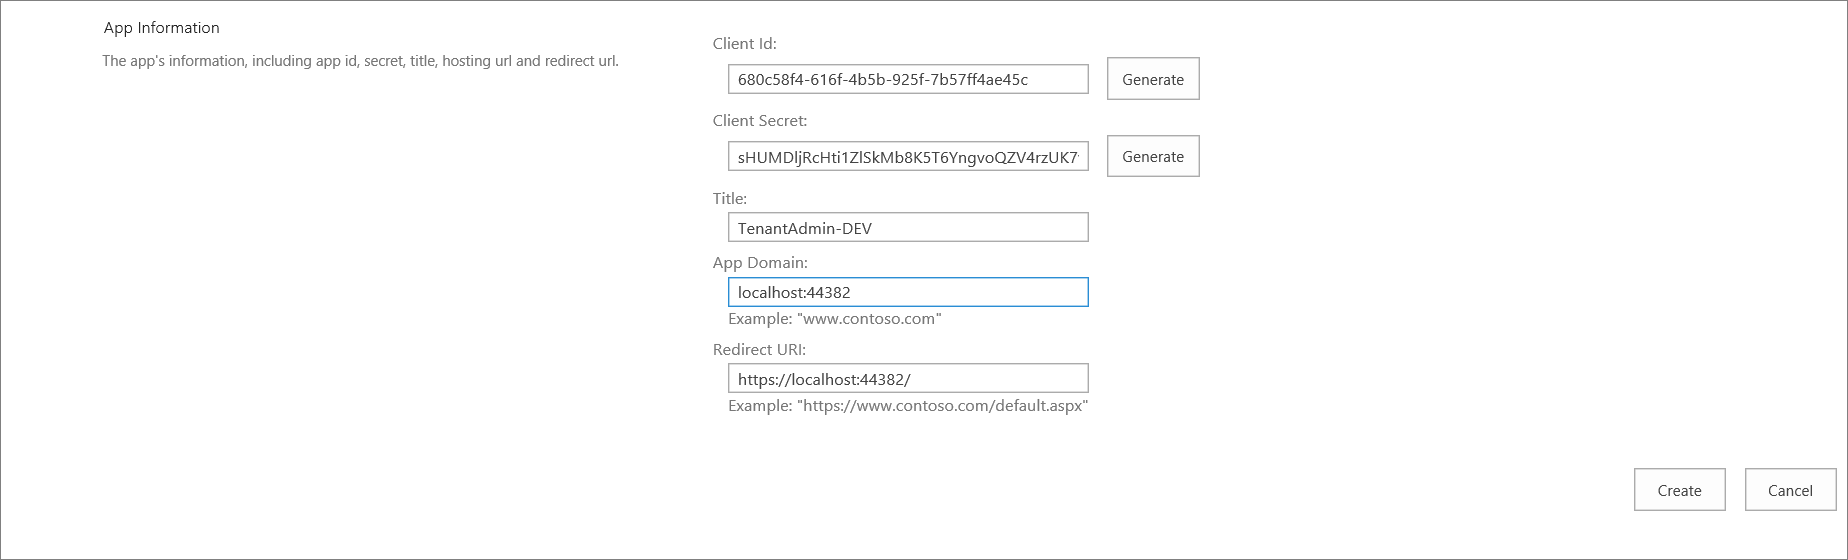 App Information
The app's information, including app id, secret, title, hosting url and redirect url.
Client Id:
680c58f4-616f-4b5b-925f-7b57ff4ae45c
Generate
Client Secret:
sHUMDljRcHti1ZlSkMb8K5T6YngvoQZV4rzUK7
Generate
Title:
TenantAdmin-DEV
App Domain:
localhost:44382
Example: "www.contoso.com"
Redirect URI:
https://localhost:44382/
Example: "https://www.contoso.com/default.aspx"
Create
Cancel